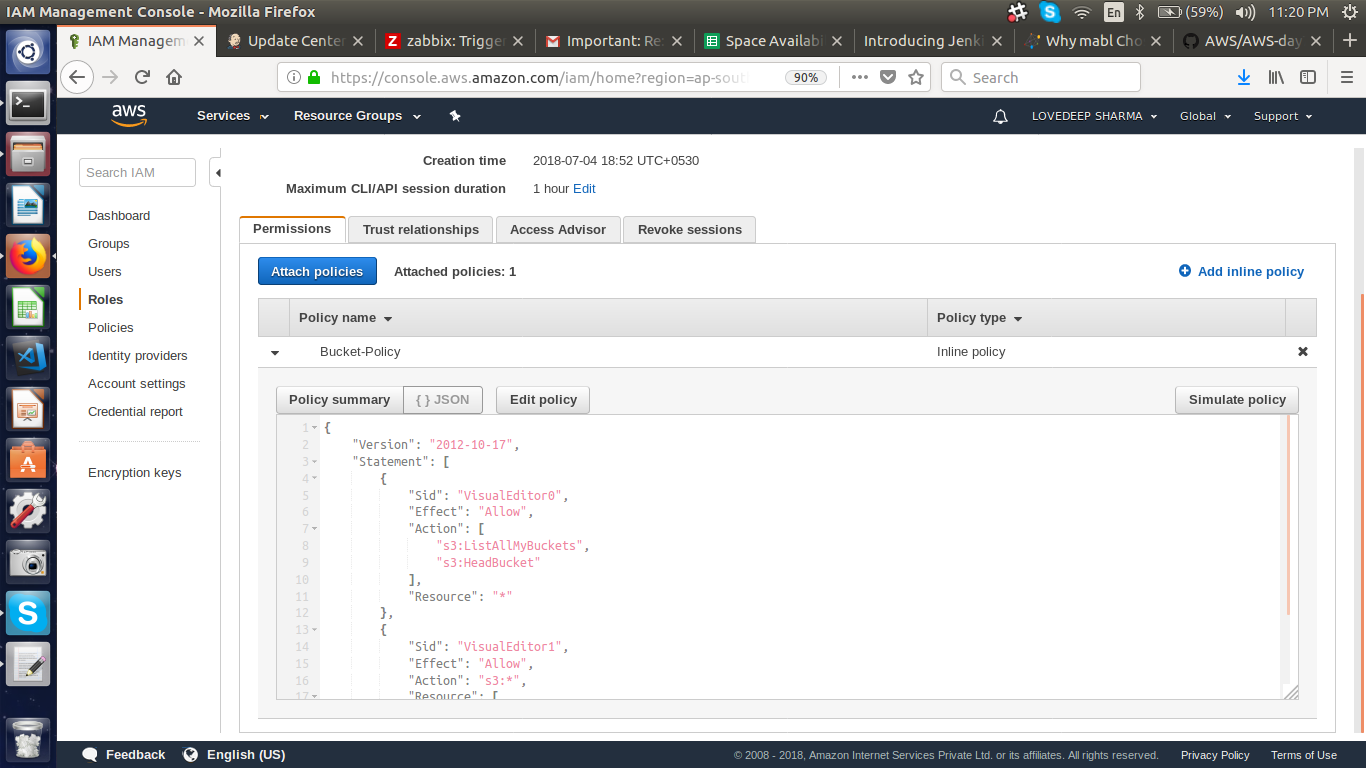 IAM Management Console - Mozilla Firefox
En
(59%)
11:20 PM
IAM Managem
Update Center
Z zabbix: Trigge
Important: Re:
Space Availabi
Introducing Jenki
Why mabl Cho
AWS/AWS-day
https://console.aws.amazon.com/iam/home?region=ap-sout
90%
Search
aws
Services
Resource Groups
LOVEDEEP SHARMA
Global
Support
Search IAM
Dashboard
Groups
Users
Roles
Policies
Identity providers
Account settings
Credential report
Encryption keys
Creation time 2018-07-04 18:52 UTC+0530
Maximum CLI/API session duration 1 hour Edit
Permissions
Trust relationships
Access Advisor
Revoke sessions
Attach policies
Attached policies: 1
Add inline policy
Policy name
Policy type
Bucket-Policy
Inline policy
Policy summary
{ } JSON
Edit policy
Simulate policy
1 {
2 "Version": "2012-10-17",
3 "Statement": [
4 {
5 "Sid": "VisualEditor0",
6 "Effect": "Allow",
7 "Action": [
8 "s3:ListAllMyBuckets",
9 "s3:HeadBucket"
10 ],
11 "Resource": "*"
12 },
13 {
14 "Sid": "VisualEditor1",
15 "Effect": "Allow",
16 "Action": "s3:*",
17 "Resource": [
Feedback
English (US)
© 2008 - 2018, Amazon Internet Services Private Ltd. or its affiliates. All rights reserved.
Privacy Policy
Terms of Use